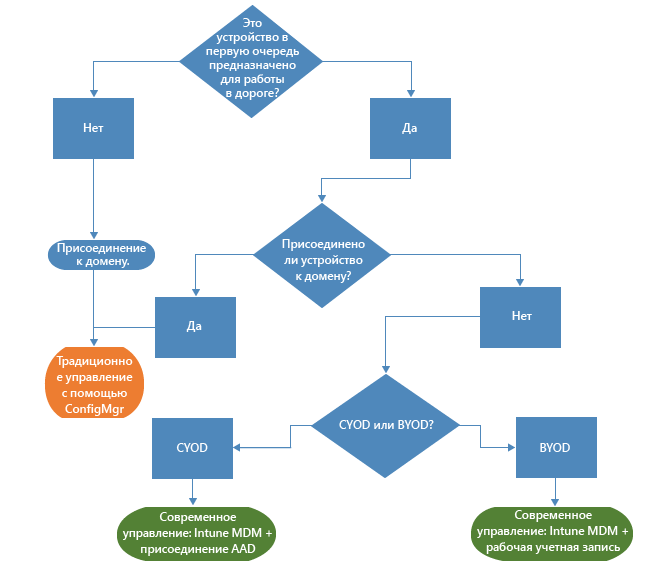 Это
устройство в
первую очередь
предназначено
для работы
в дороге?
Нет
Да
Присоединение
к домену.
Присоединено
ли устройство
к домену?
Да
Нет
Традиционно
е управление
с помощью
ConfigMgr
CYOD или BYOD?
CYOD
BYOD
Современное
управление: Intune MDM +
присоединение AAD
Современное
управление: Intune MDM +
рабочая учетная запись